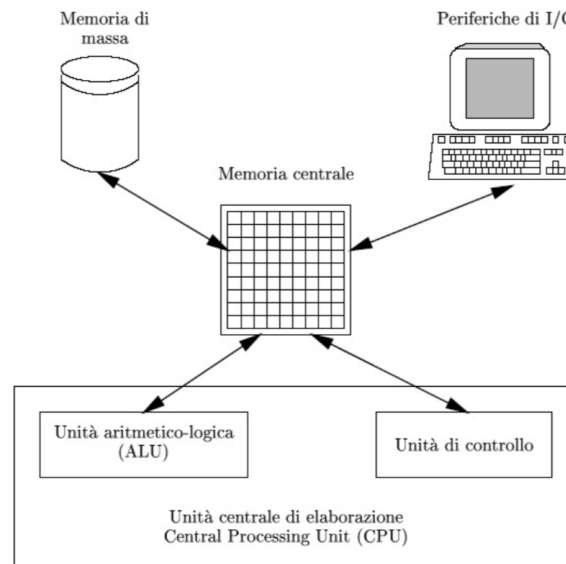 Memoria di
massa
Periferiche di I/O
Memoria centrale
Unità aritmetico-logica
(ALU)
Unità di controllo
Unità centrale di elaborazione
Central Processing Unit (CPU)